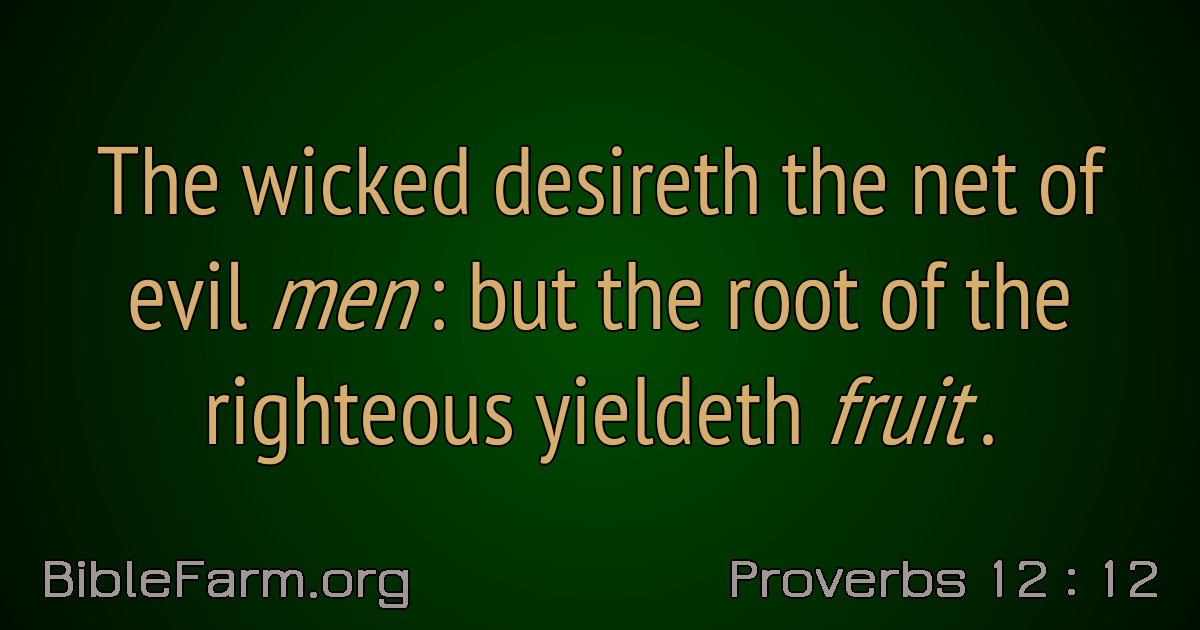 The wicked desireth the net of
evil men: but the root of the
righteous yieldeth fruit.
BibleFarm.org
Proverbs 12 : 12